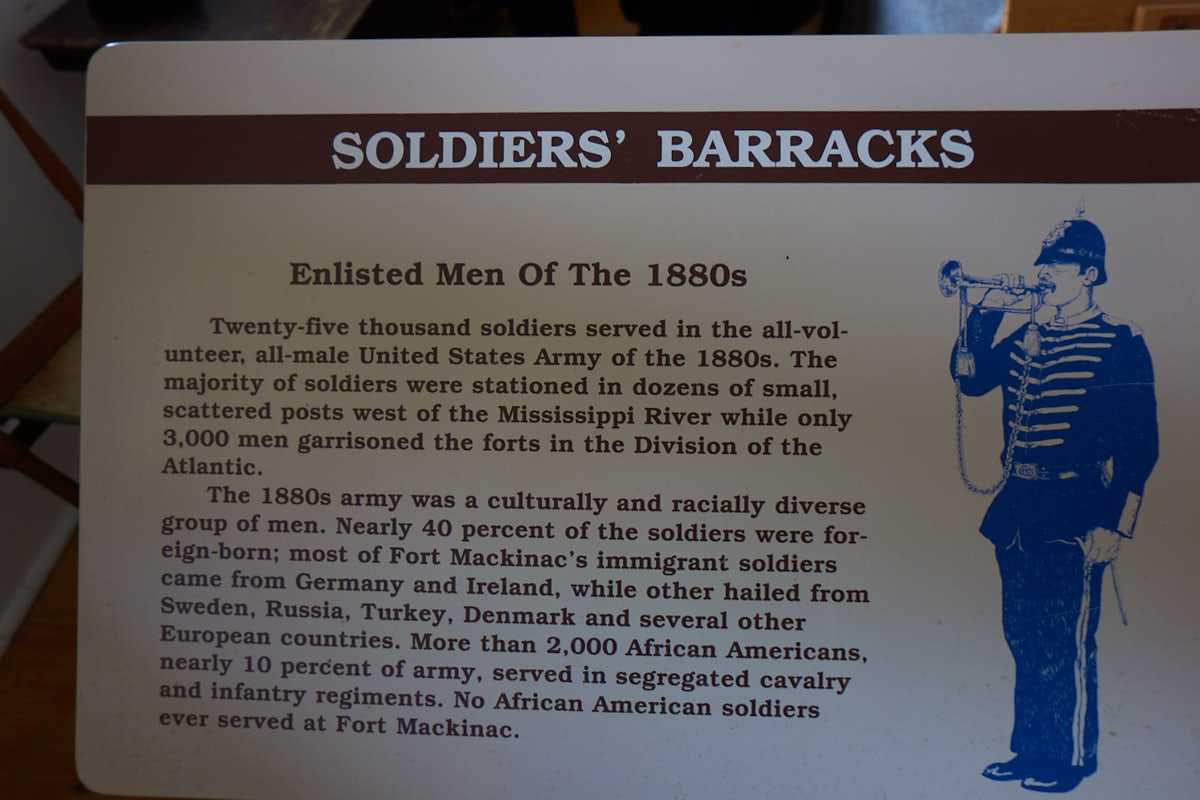 SOLDIERS' BARRACKS
Enlisted Men Of The 1880s
Twenty-five thousand soldiers served in the all-vol-
unteer, all-male United States Army of the 1880s. The
majority of soldiers were stationed in dozens of small,
scattered posts west of the Mississippi River while only
3,000 men garrisoned the forts in the Division of the
Atlantic.
The 1880s army was a culturally and racially diverse
group of men. Nearly 40 percent of the soldiers were for-
eign-born; most of Fort Mackinac's immigrant soldiers
came from Germany and Ireland, while other hailed from
Sweden, Russia, Turkey, Denmark and several other
European countries. More than 2,000 African Americans,
nearly 10 percent of army, served in segregated cavalry
and infantry regiments. No African American soldiers
ever served at Fort Mackinac.